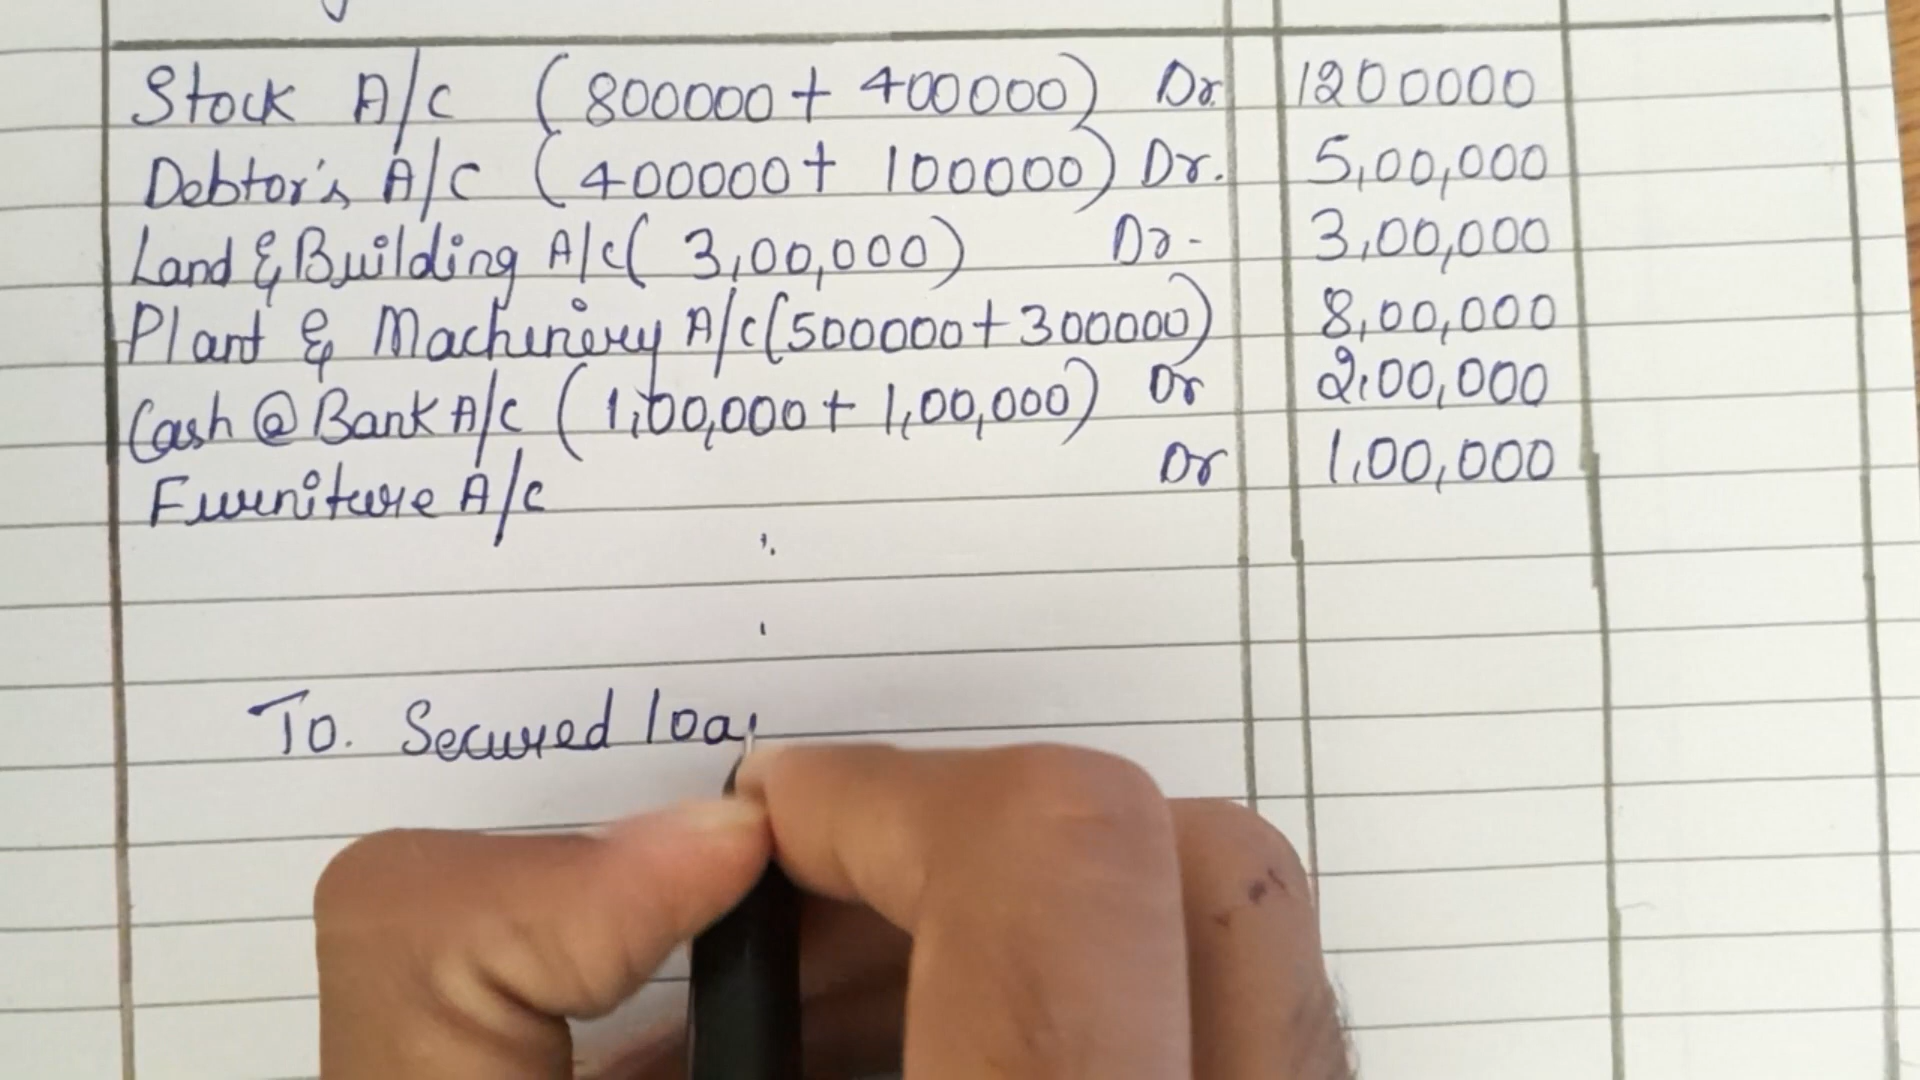 Stock A/c (800000 + 400000) Dr. 1200000
Debtor's A/c (400000 + 100000) Dr. 5,00,000
Land & Building A/c (3,00,000) Dr- 3,00,000
Plant & Machinery A/c (500000 + 300000) 8,00,000
Cash @ Bank A/c (1,00,000 + 1,00,000) Dr 2,00,000
Furniture A/c Dr 1,00,000
To. Secured loa